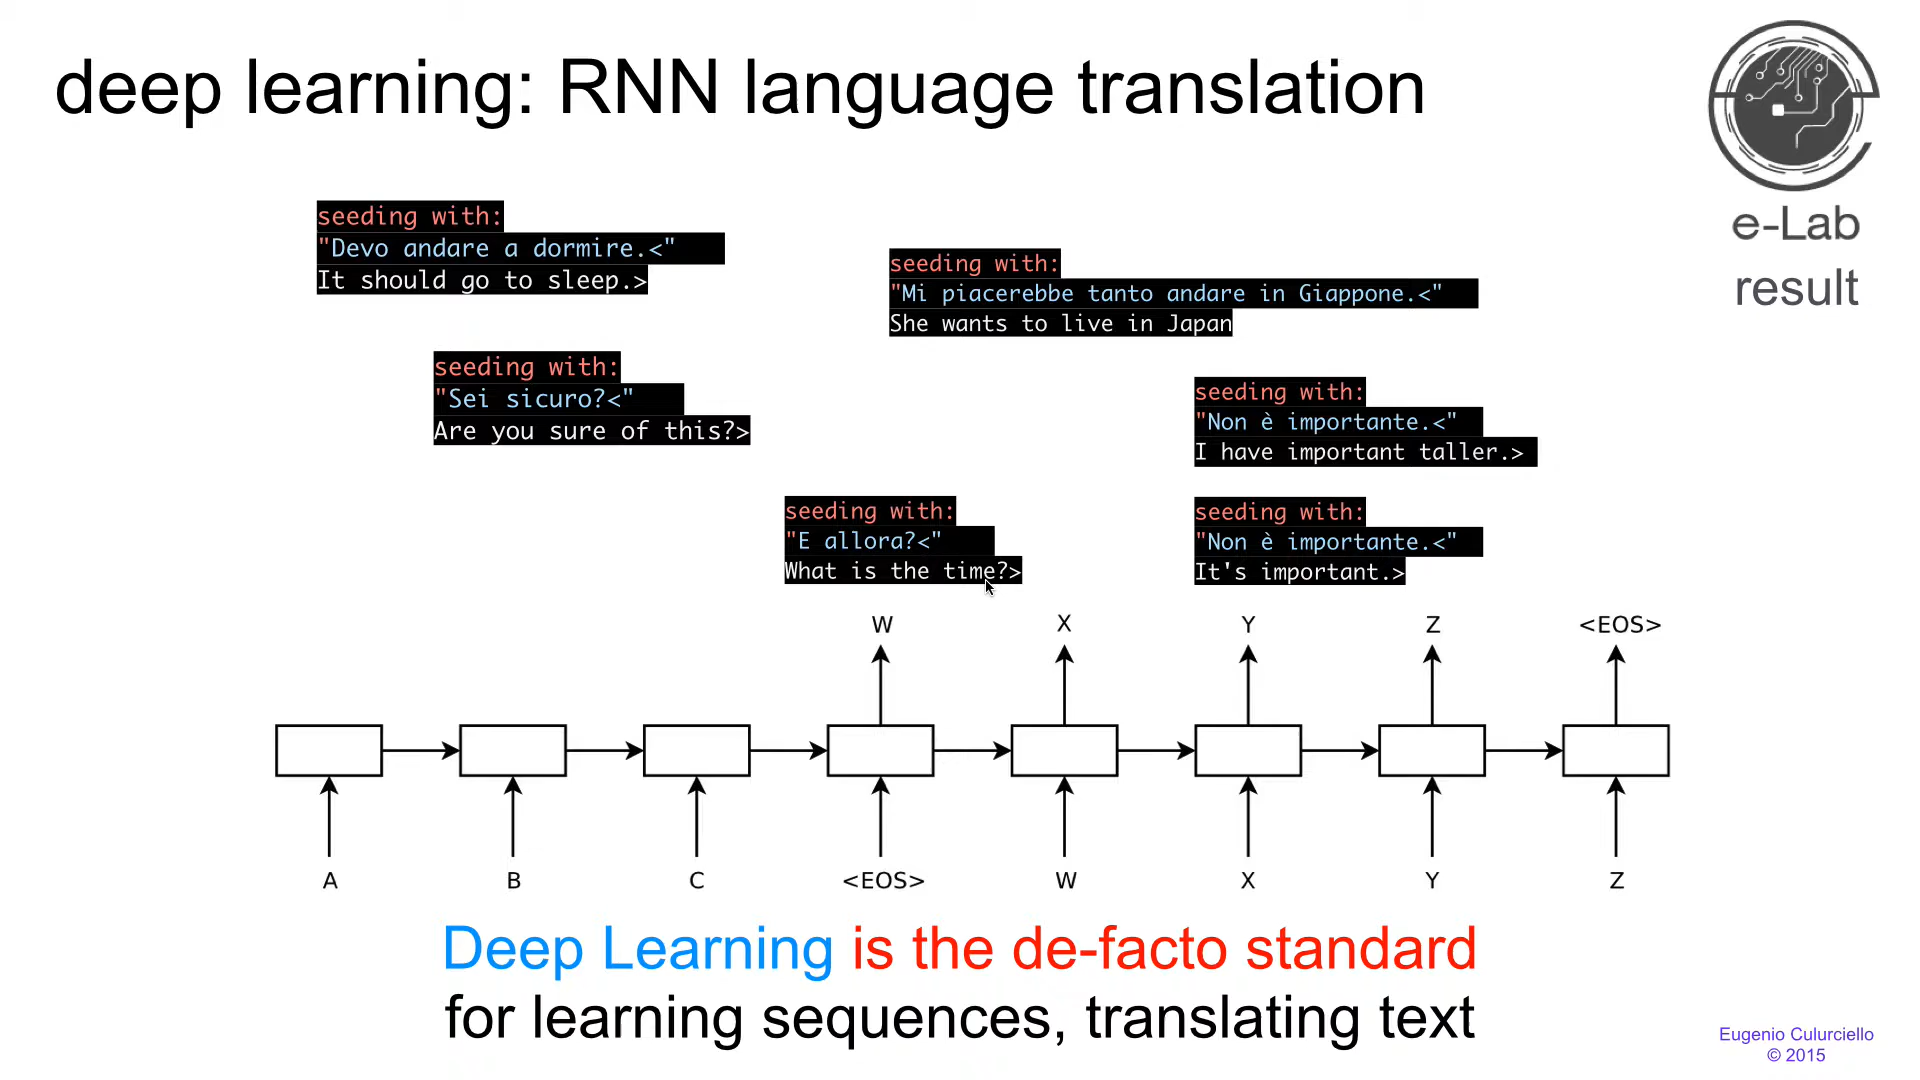 deep learning: RNN language translation
e-Lab
result
seeding with:
"Devo andare a dormire.<"
It should go to sleep.>
seeding with:
"Mi piacerebbe tanto andare in Giappone.<"
She wants to live in Japan
seeding with:
"Sei sicuro?<"
Are you sure of this?>
seeding with:
"Non è importante.<"
I have important taller.>
seeding with:
"E allora?<"
What is the time?>
seeding with:
"Non è importante.<"
It's important.>
W X Y Z <EOS>
A B C <EOS> W X Y Z
Deep Learning is the de-facto standard
for learning sequences, translating text
Eugenio Culurciello
© 2015